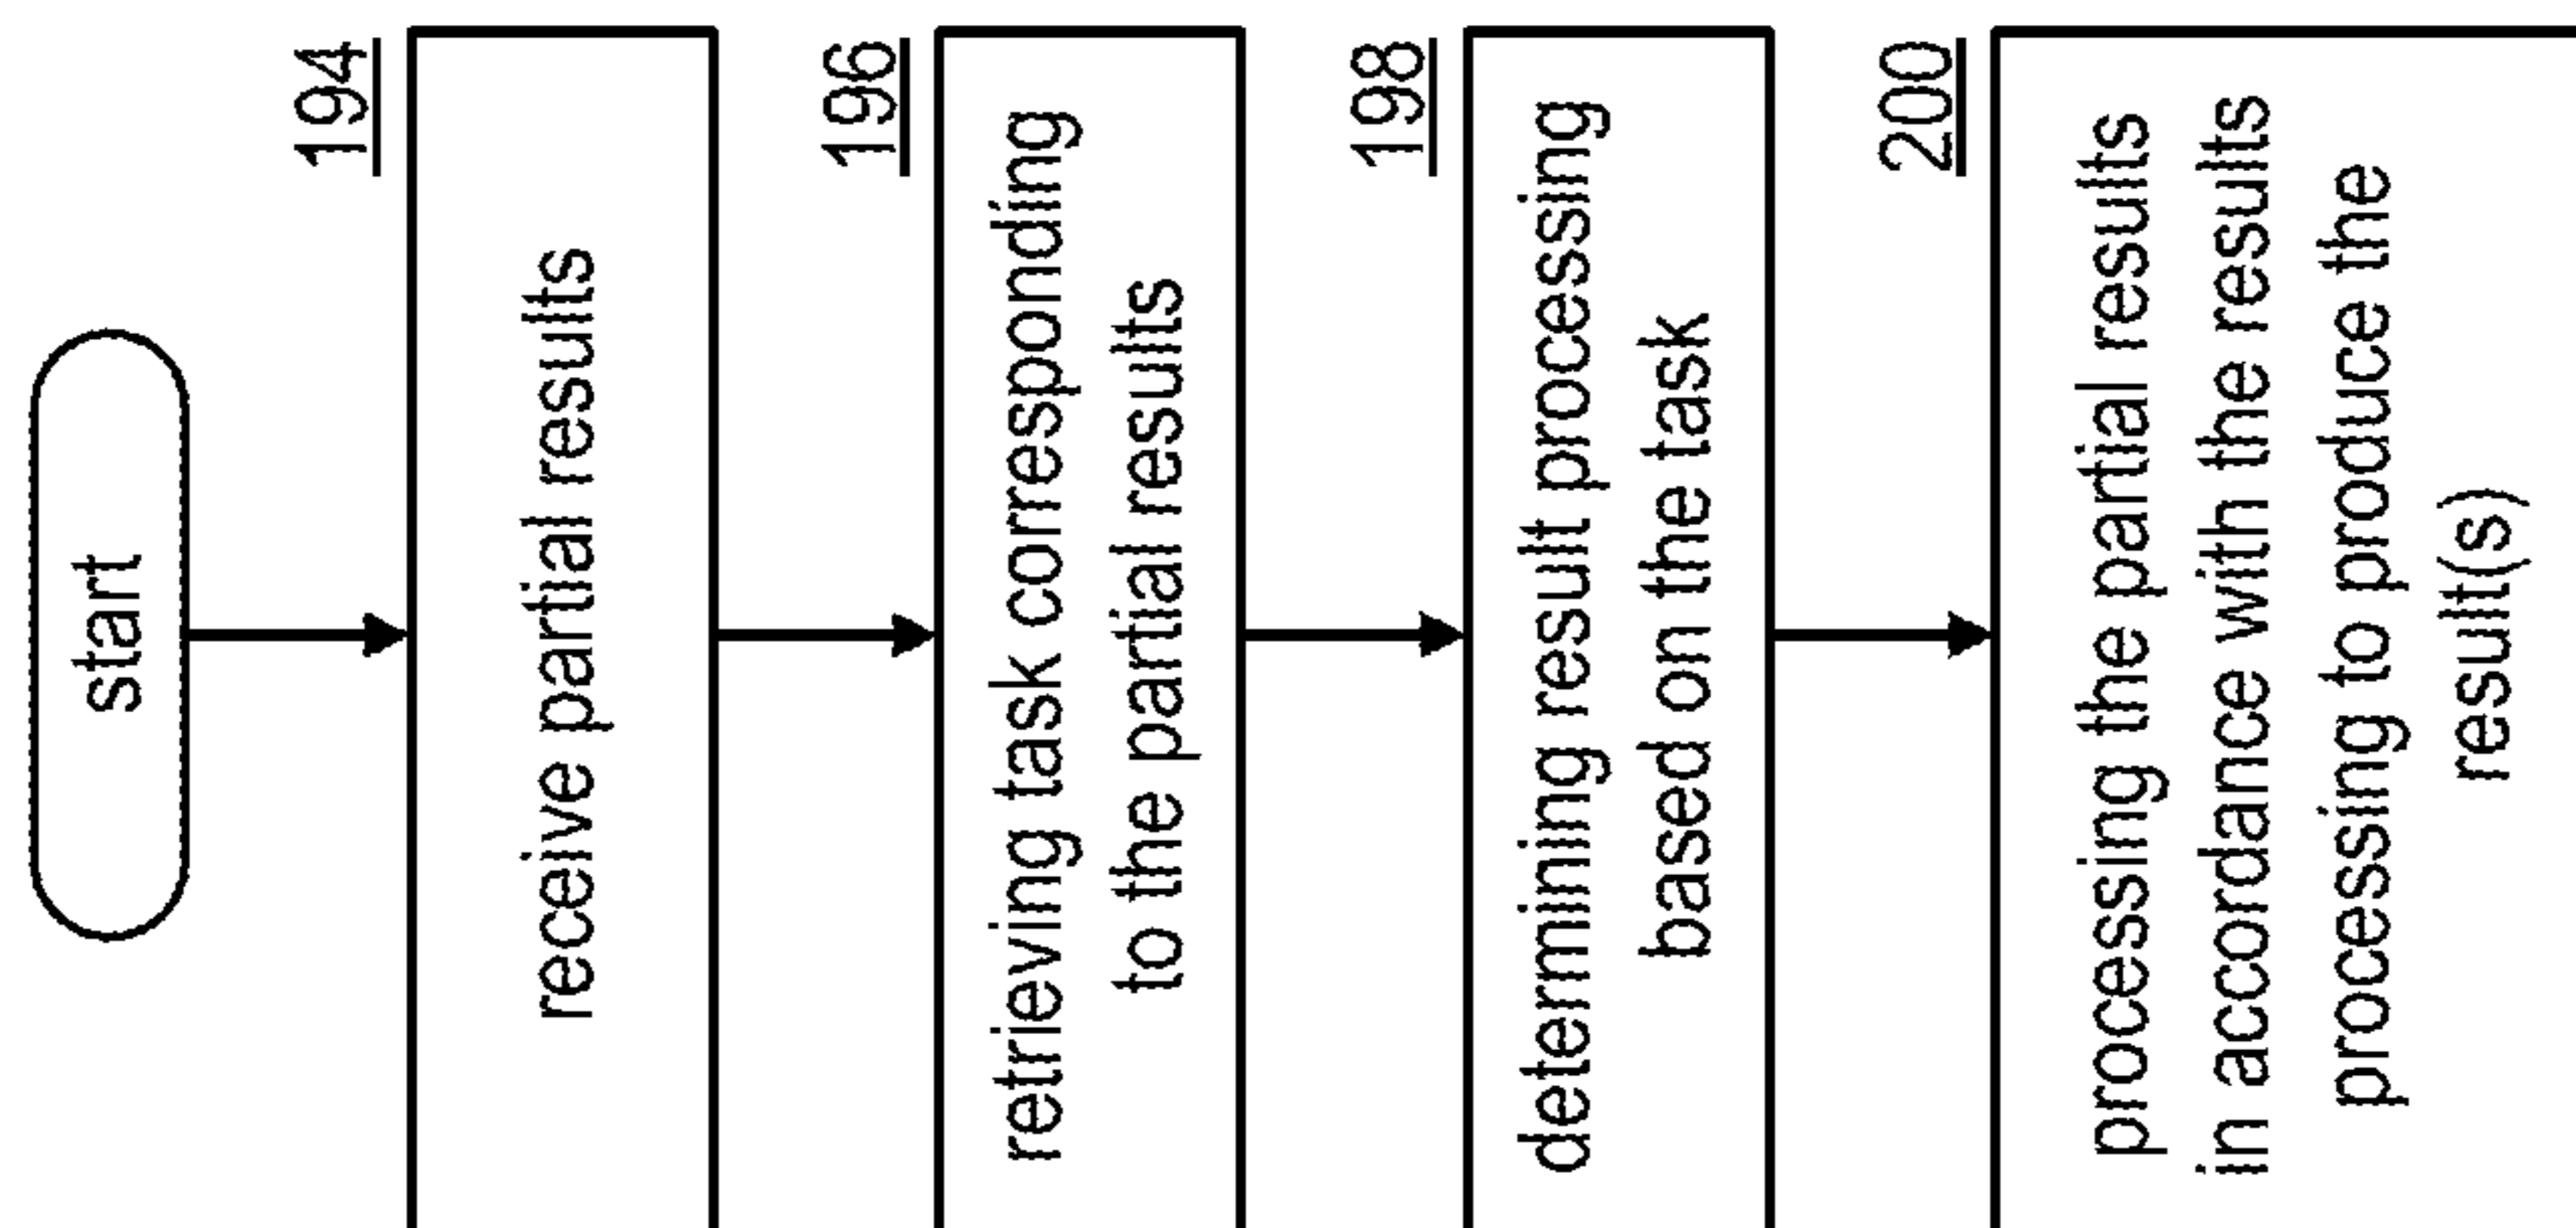 start
194
receive partial results
196
retrieving task corresponding
to the partial results
198
determining result processing
based on the task
200
processing the partial results
in accordance with the results
processing to produce the
result(s)